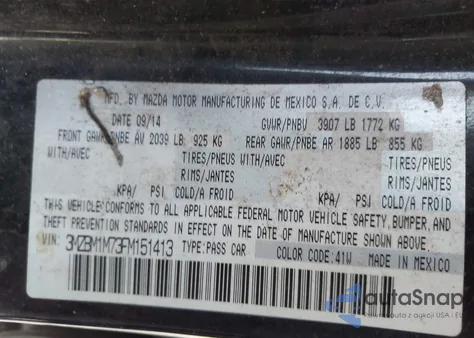 MFD. BY MAZDA MOTOR MANUFACTURING DE MEXICO S.A. DE C.V.
DATE 09/14 GVWR/PNBV 3907 LB 1772 KG
FRONT GAWR/PNBE AV 2039 LB 925 KG REAR GAWR/PNBE AR 1885 LB 855 KG
WITH/AVEC TIRES/PNEUS WITH/AVEC TIRES/PNEUS
RIMS/JANTES RIMS/JANTES
KPA/ PSI COLD/A FROID KPA/ PSI COLD/A FROID
THIS VEHICLE CONFORMS TO ALL APPLICABLE FEDERAL MOTOR VEHICLE SAFETY, BUMPER, AND
THEFT PREVENTION STANDARDS IN EFFECT ON THE DATE OF MANUFACTURE SHOWN ABOVE.
VIN: 3MZBM1M73FM151413 TYPE:PASS CAR COLOR CODE:41W MADE IN MEXICO
autoSnap
Auta z aukcji USA i EU